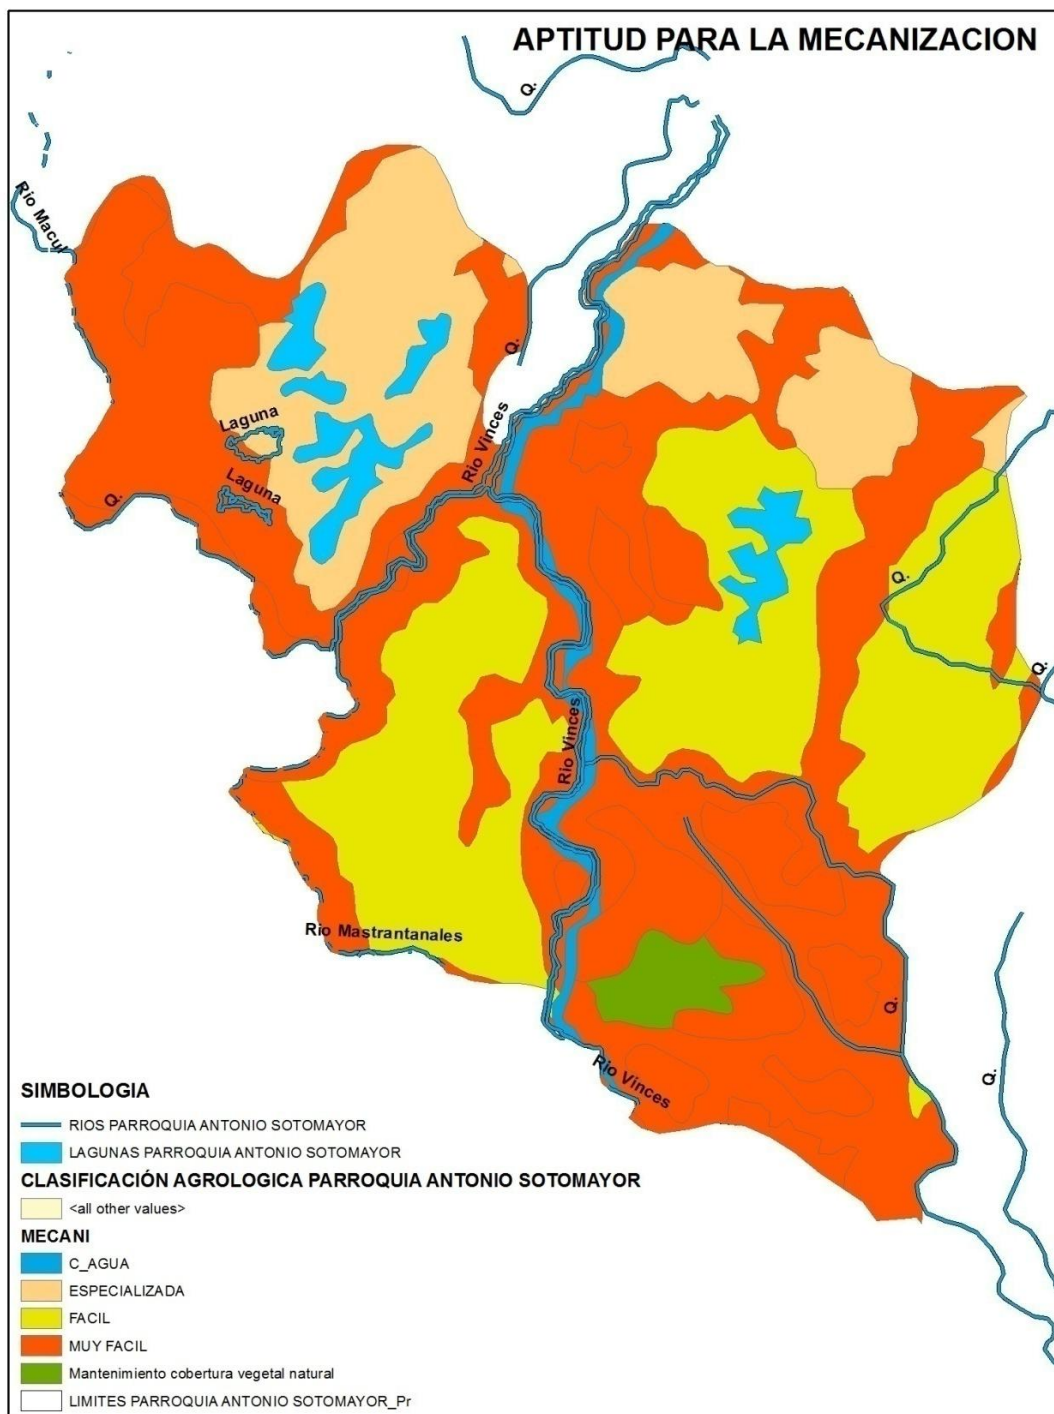 APTITUD PARA LA MECANIZACION
Q.
Rio Macul
Q.
Laguna
Rio Vinces
Laguna
Q.
Q.
Q.
Rio Vinces
Rio Mastrantanales
Q.
Rio Vinces
Q.
SIMBOLOGIA
RIOS PARROQUIA ANTONIO SOTOMAYOR
LAGUNAS PARROQUIA ANTONIO SOTOMAYOR
CLASIFICACIÓN AGROLOGICA PARROQUIA ANTONIO SOTOMAYOR
<all other values>
MECANI
C_AGUA
ESPECIALIZADA
FACIL
MUY FACIL
Mantenimiento cobertura vegetal natural
LIMITES PARROQUIA ANTONIO SOTOMAYOR_Pr